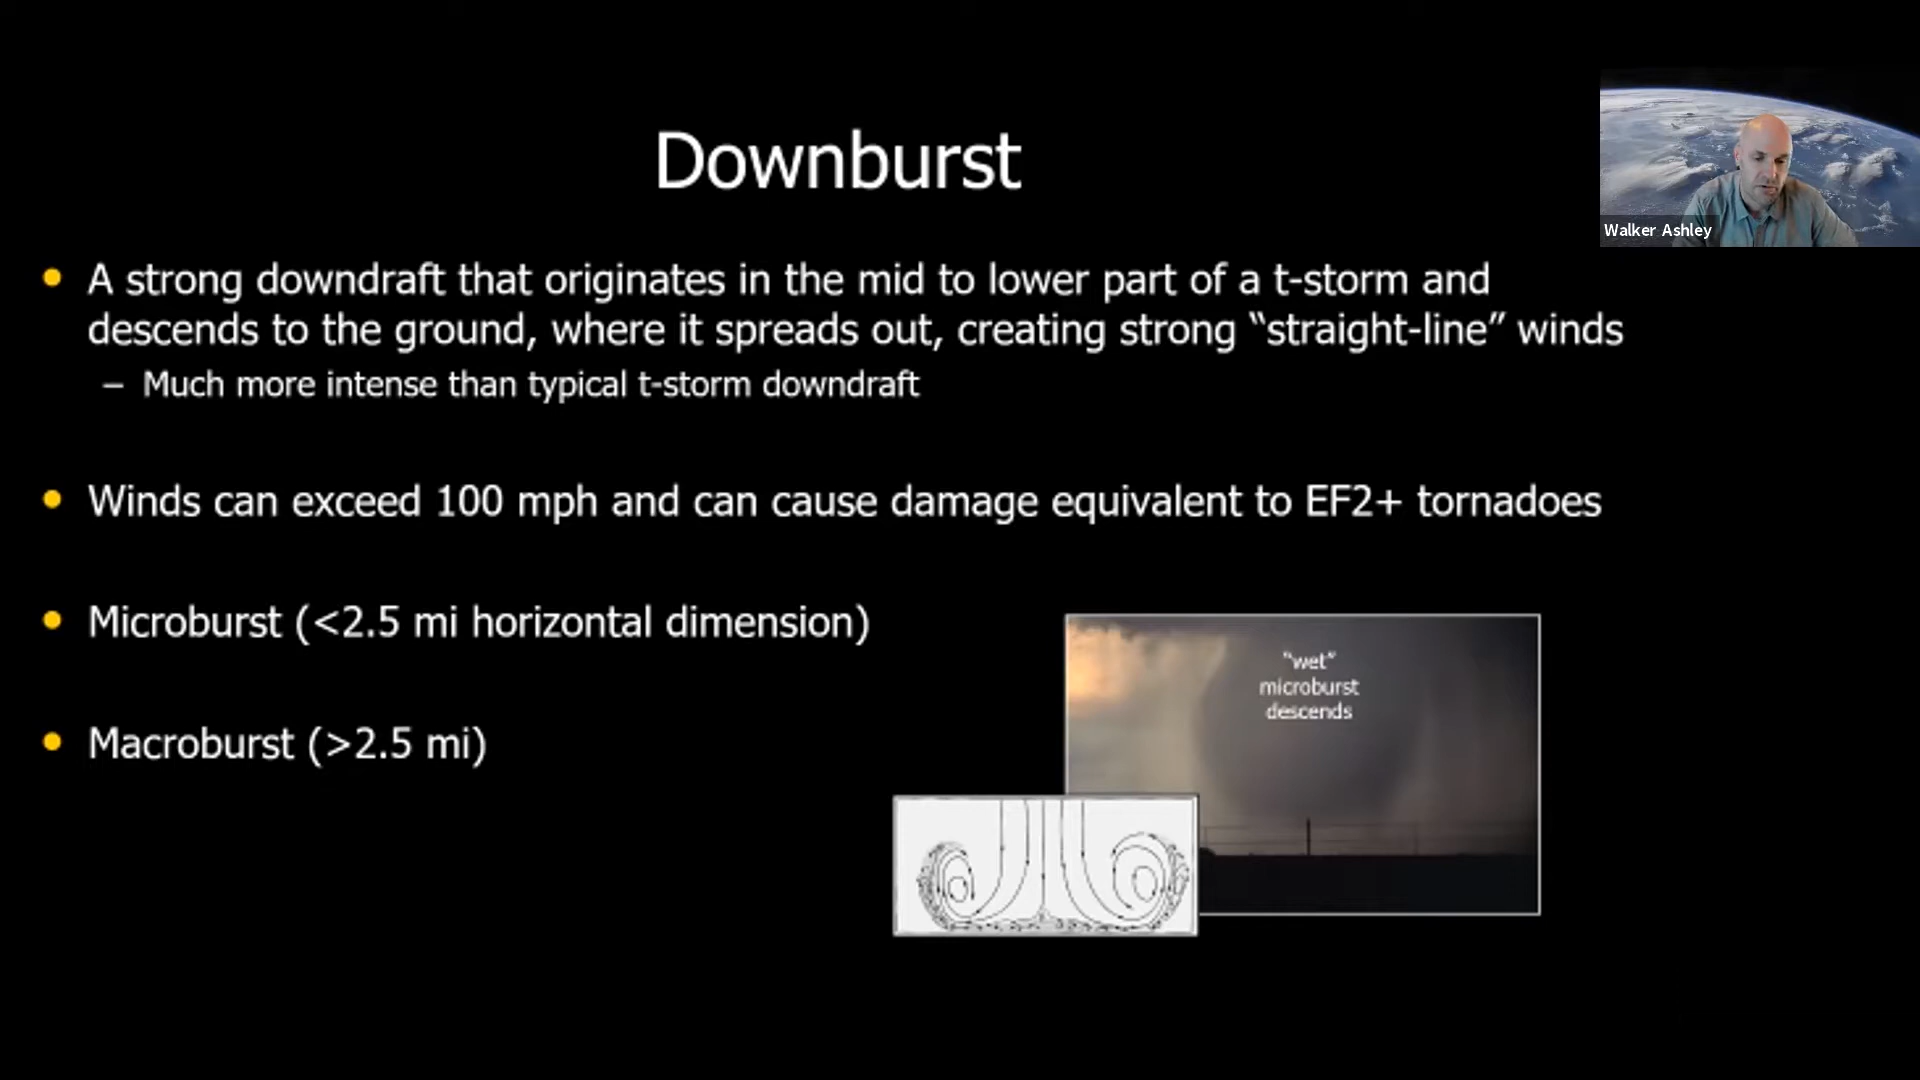 Downburst
Walker Ashley
• A strong downdraft that originates in the mid to lower part of a t-storm and
descends to the ground, where it spreads out, creating strong “straight-line” winds
– Much more intense than typical t-storm downdraft
• Winds can exceed 100 mph and can cause damage equivalent to EF2+ tornadoes
• Microburst (<2.5 mi horizontal dimension)
• Macroburst (>2.5 mi)
“wet”
microburst
descends